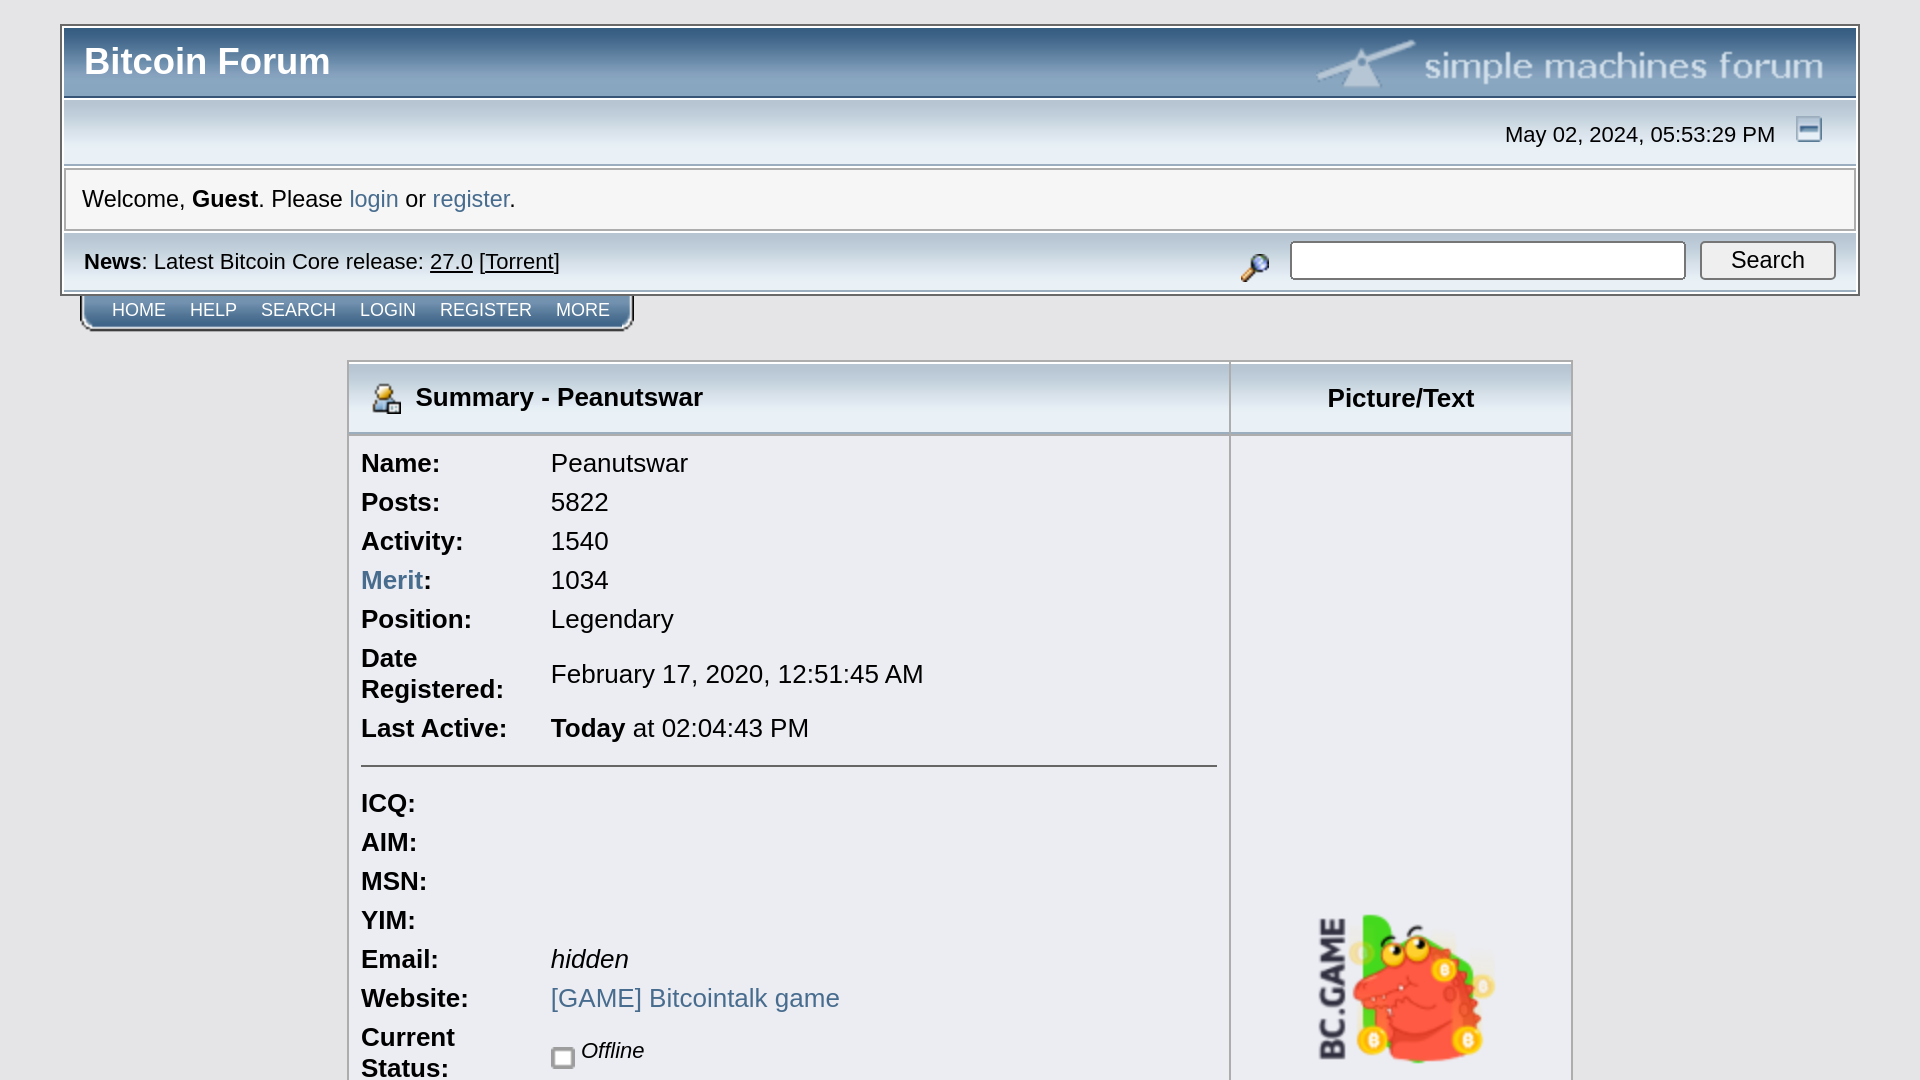 Bitcoin Forum
simple machines forum
May 02, 2024, 05:53:29 PM
Welcome, Guest. Please login or register.
News: Latest Bitcoin Core release: 27.0 [Torrent]
Search
HOME HELP SEARCH LOGIN REGISTER MORE
Summary - Peanutswar
Picture/Text
Name: Peanutswar
Posts: 5822
Activity: 1540
Merit: 1034
Position: Legendary
Date
Registered: February 17, 2020, 12:51:45 AM
Last Active: Today at 02:04:43 PM
ICQ:
AIM:
MSN:
YIM:
Email: hidden
Website: [GAME] Bitcointalk game
Current
Status: Offline
BC.GAME